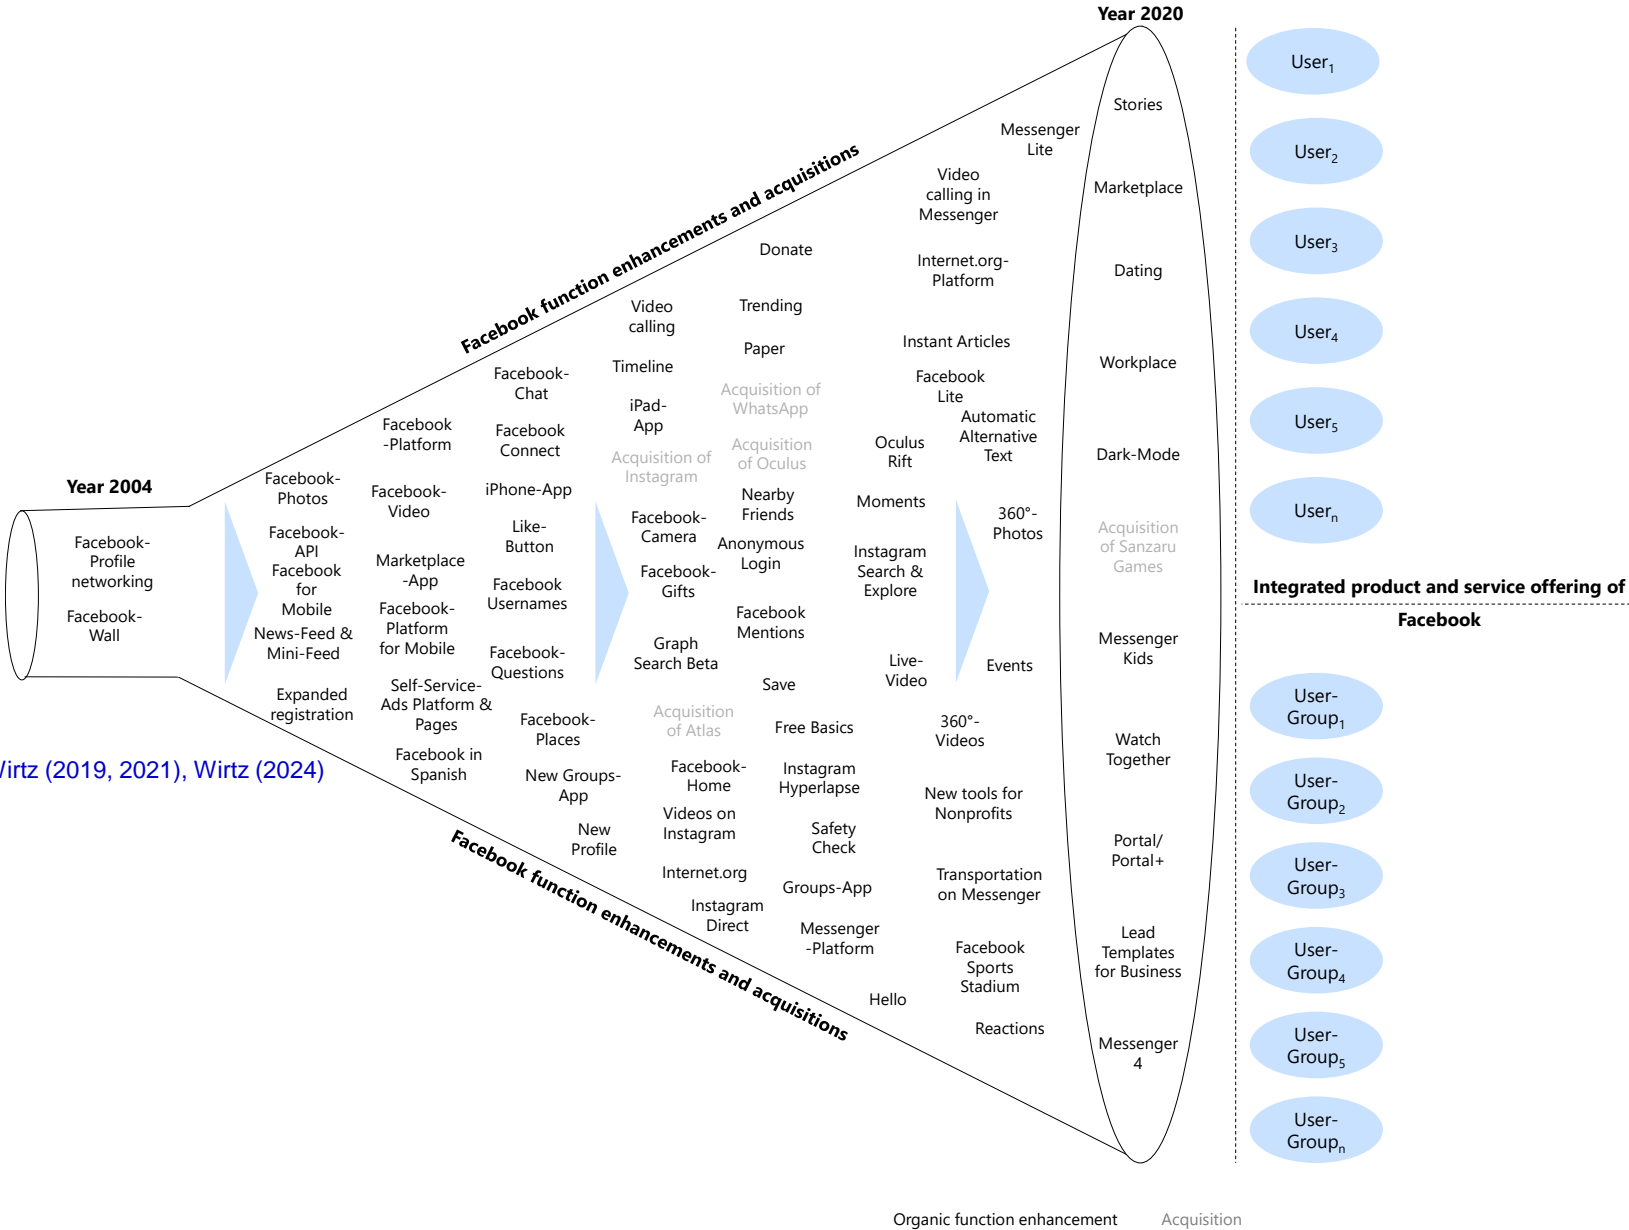 Year 2020
Year 2004
Facebook function enhancements and acquisitions
Facebook-
Profile
networking
Facebook-
Wall
Facebook-
Photos
Facebook-
API
Facebook
for
Mobile
News-Feed &
Mini-Feed
Expanded
registration
Facebook
-Platform
Facebook-
Video
Marketplace
-App
Facebook-
Platform
for Mobile
Self-Service-
Ads Platform &
Pages
Facebook in
Spanish
Facebook-
Chat
Facebook
Connect
iPhone-App
Like-
Button
Facebook
Usernames
Facebook-
Questions
Facebook-
Places
New Groups-
App
New
Profile
Video
calling
Timeline
iPad-
App
Acquisition of
Instagram
Facebook-
Camera
Facebook-
Gifts
Graph
Search Beta
Acquisition
of Atlas
Facebook-
Home
Videos on
Instagram
Internet.org
Instagram
Direct
Donate
Trending
Paper
Acquisition of
WhatsApp
Acquisition
of Oculus
Nearby
Friends
Anonymous
Login
Facebook
Mentions
Save
Free Basics
Instagram
Hyperlapse
Safety
Check
Groups-App
Messenger
-Platform
Hello
Messenger
Lite
Video
calling in
Messenger
Internet.org-
Platform
Instant Articles
Facebook
Lite
Automatic
Alternative
Text
Oculus
Rift
Moments
Instagram
Search &
Explore
Live-
Video
360°-
Photos
Events
360°-
Videos
New tools for
Nonprofits
Transportation
on Messenger
Facebook
Sports
Stadium
Reactions
Stories
Marketplace
Dating
Workplace
Dark-Mode
Acquisition
of Sanzaru
Games
Messenger
Kids
Watch
Together
Portal/
Portal+
Lead
Templates
for Business
Messenger
4
Facebook function enhancements and acquisitions
User1
User2
User3
User4
User5
Usern
Integrated product and service offering of
Facebook
User-
Group1
User-
Group2
User-
Group3
User-
Group4
User-
Group5
User-
Groupn
Wirtz (2019, 2021), Wirtz (2024)
Organic function enhancement
Acquisition